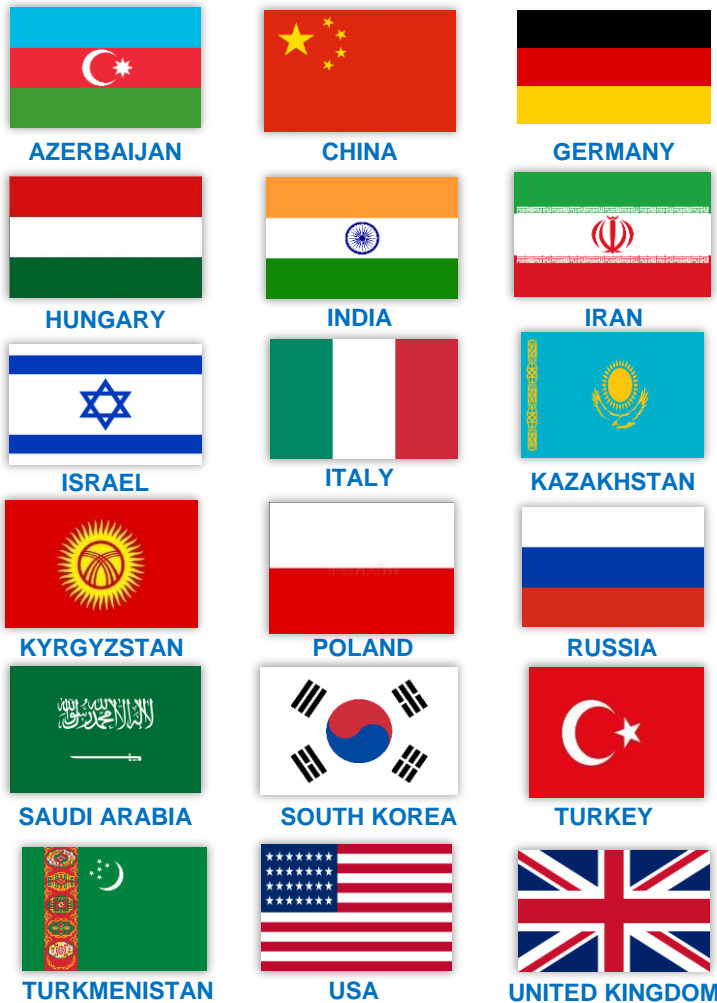 AZERBAIJAN
CHINA
GERMANY
HUNGARY
INDIA
IRAN
ISRAEL
ITALY
KAZAKHSTAN
KYRGYZSTAN
POLAND
RUSSIA
SAUDI ARABIA
SOUTH KOREA
TURKEY
TURKMENISTAN
USA
UNITED KINGDOM